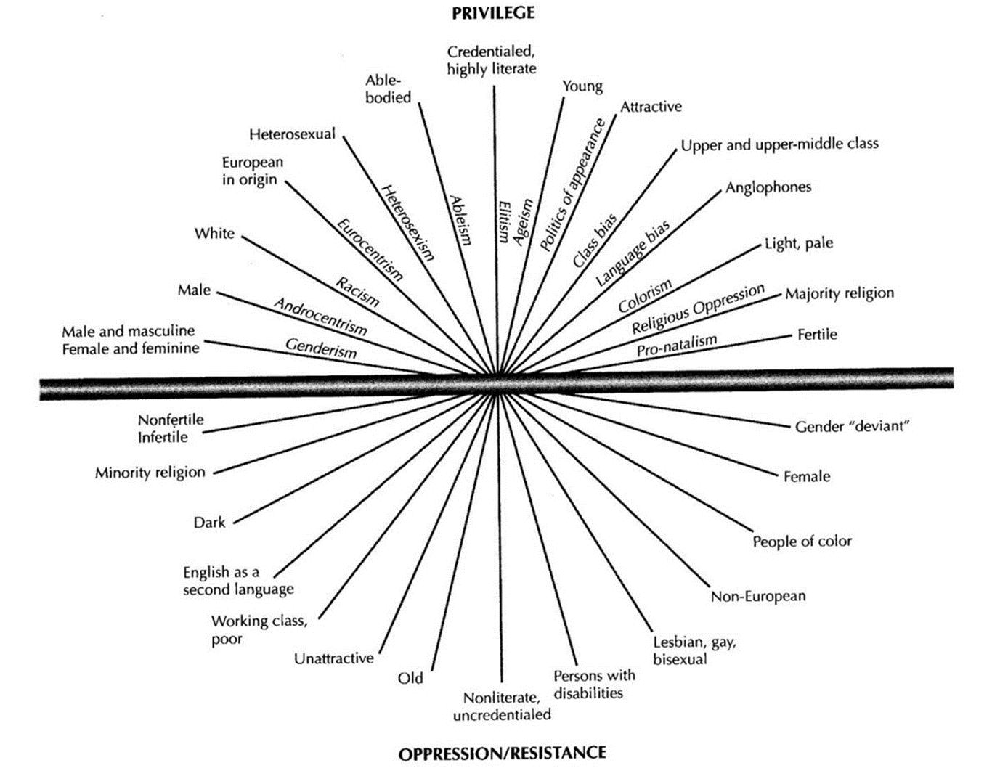 PRIVILEGE
Credentialed,
highly literate
Able-
bodied
Young
Attractive
Heterosexual
Upper and upper-middle class
European
in origin
Anglophones
White
Light, pale
Male
Majority religion
Male and masculine
Female and feminine
Fertile
Genderism
Androcentrism
Racism
Eurocentrism
Heterosexism
Ableism
Elitism
Ageism
Politics of appearance
Class bias
Language bias
Colorism
Religious Oppression
Pro-natalism
Nonfertile
Infertile
Gender “deviant”
Minority religion
Female
Dark
People of color
English as a
second language
Non-European
Working class,
poor
Lesbian, gay,
bisexual
Unattractive
Old
Persons with
disabilities
Nonliterate,
uncredentialed
OPPRESSION/RESISTANCE